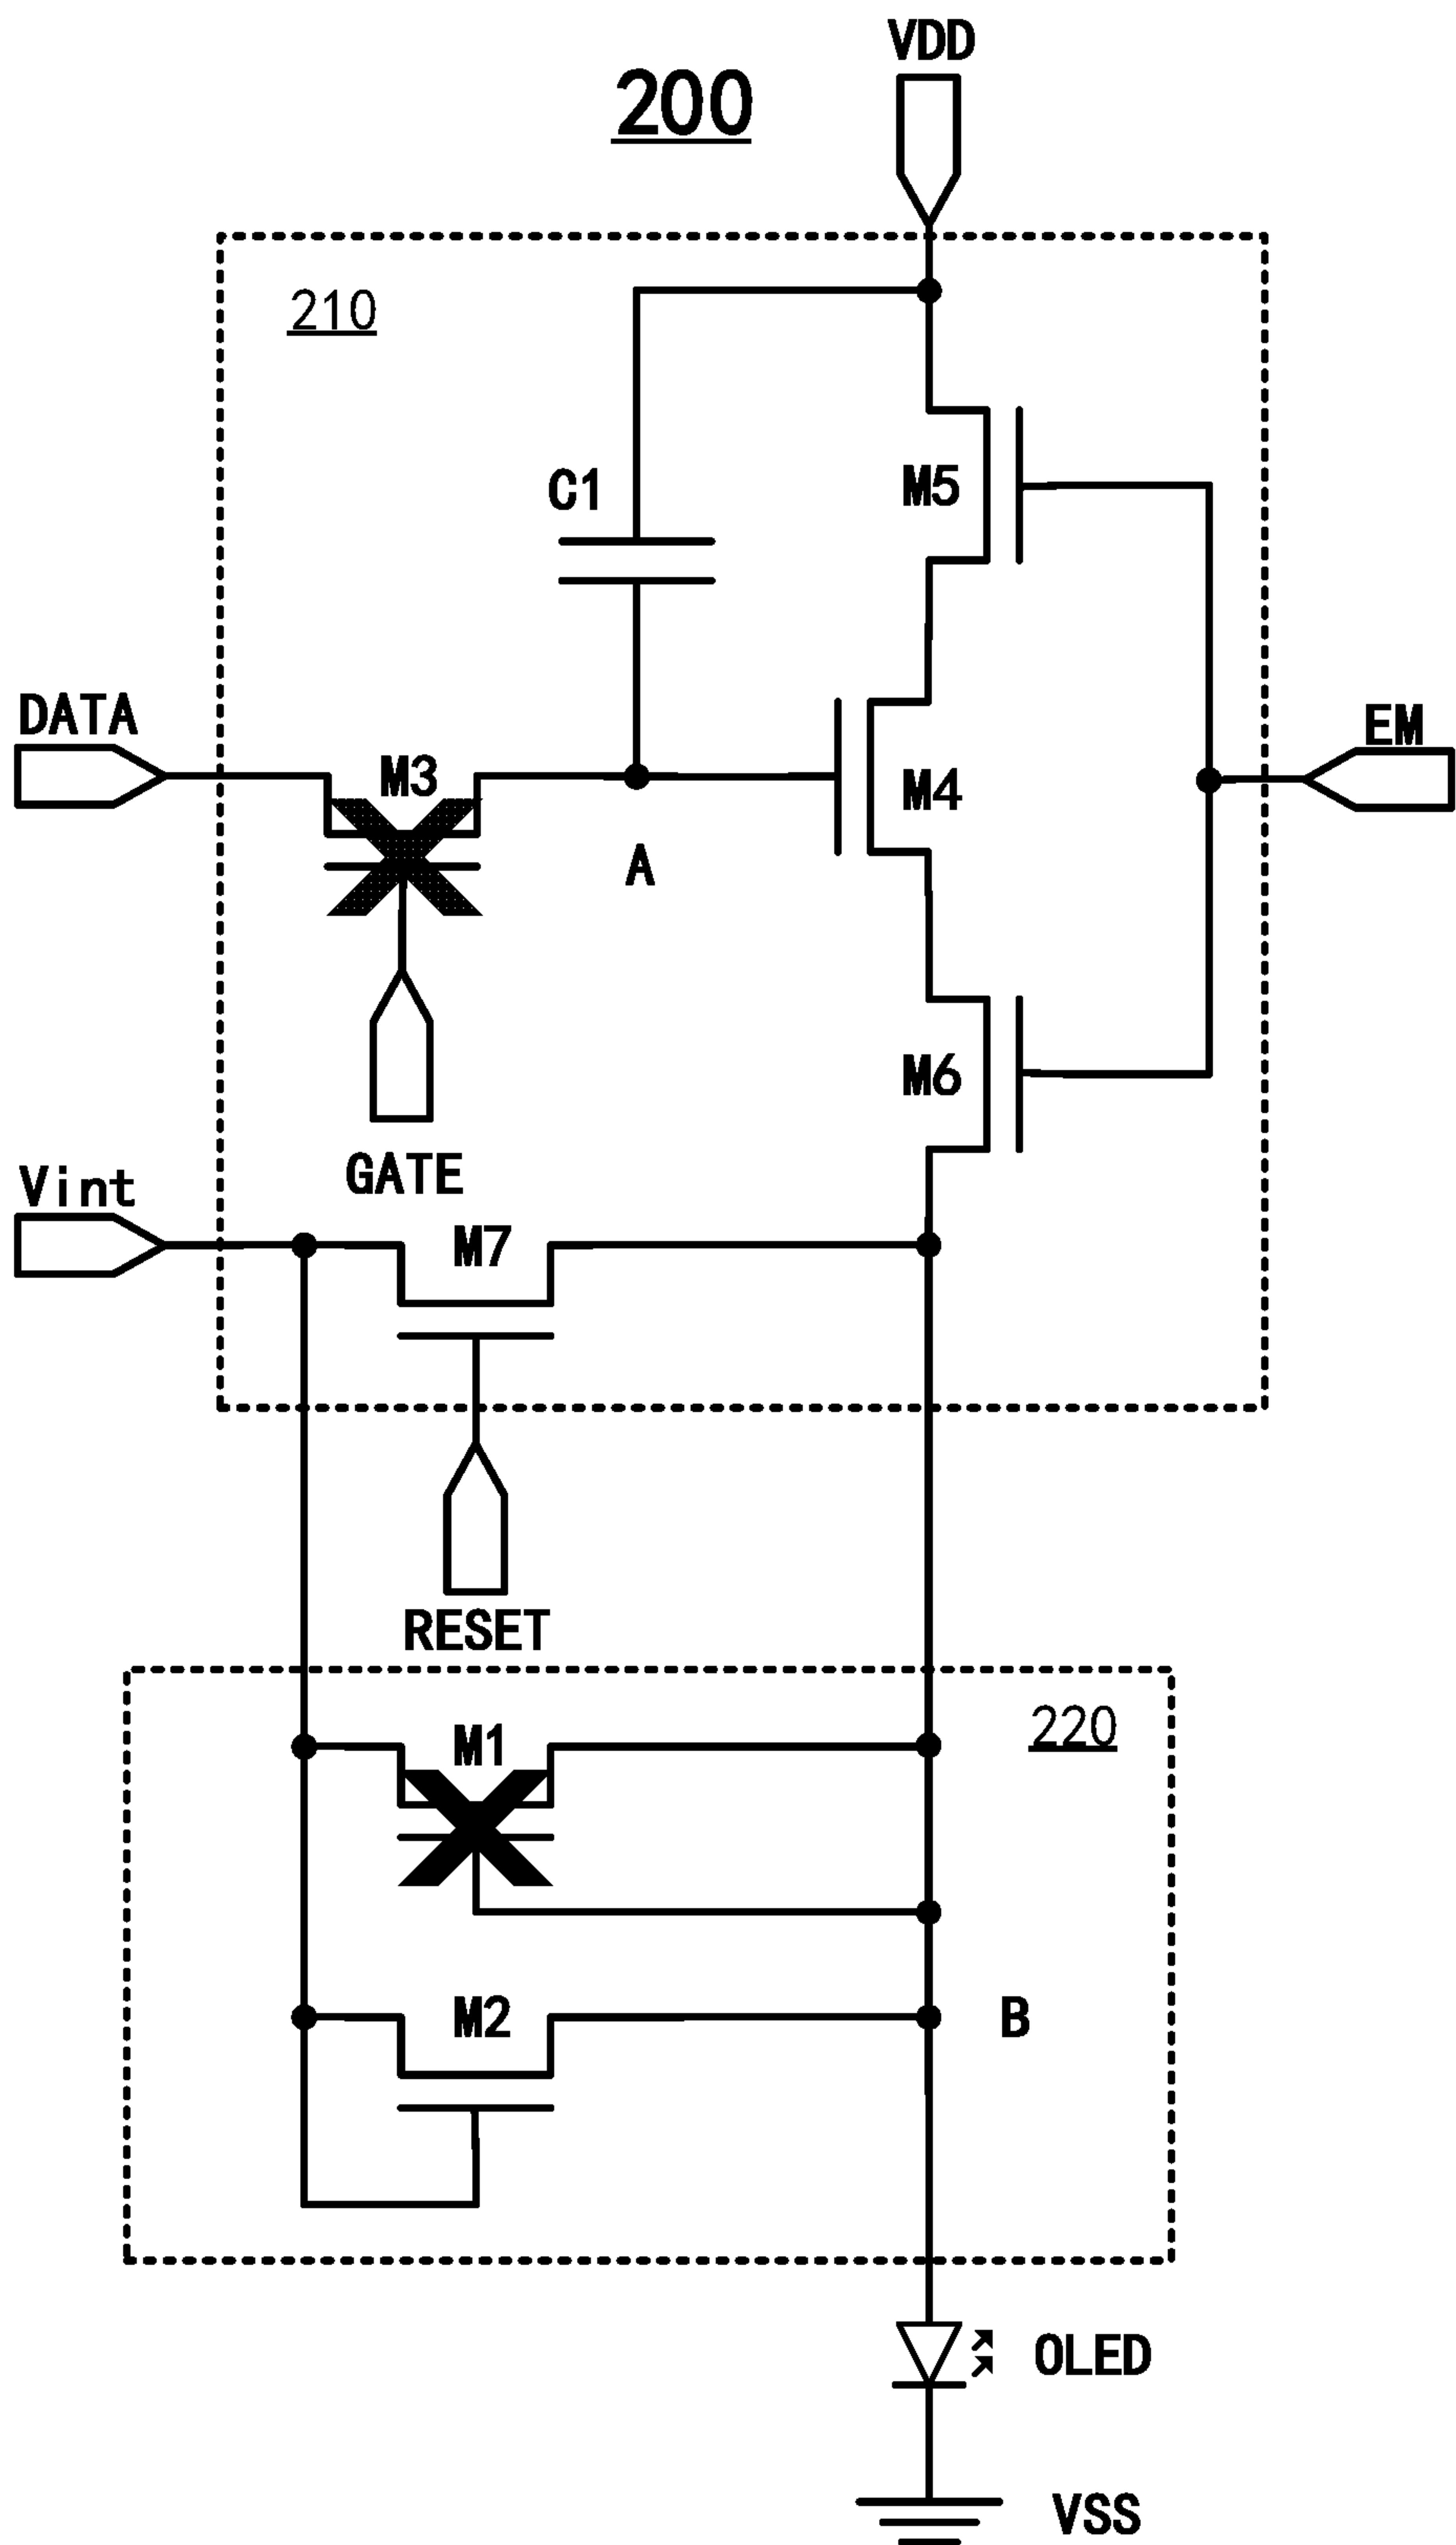 VDD
200
210
C1
M5
DATA
M3
EM
M4
A
M6
GATE
Vint
M7
RESET
M1
220
M2
B
OLED
VSS